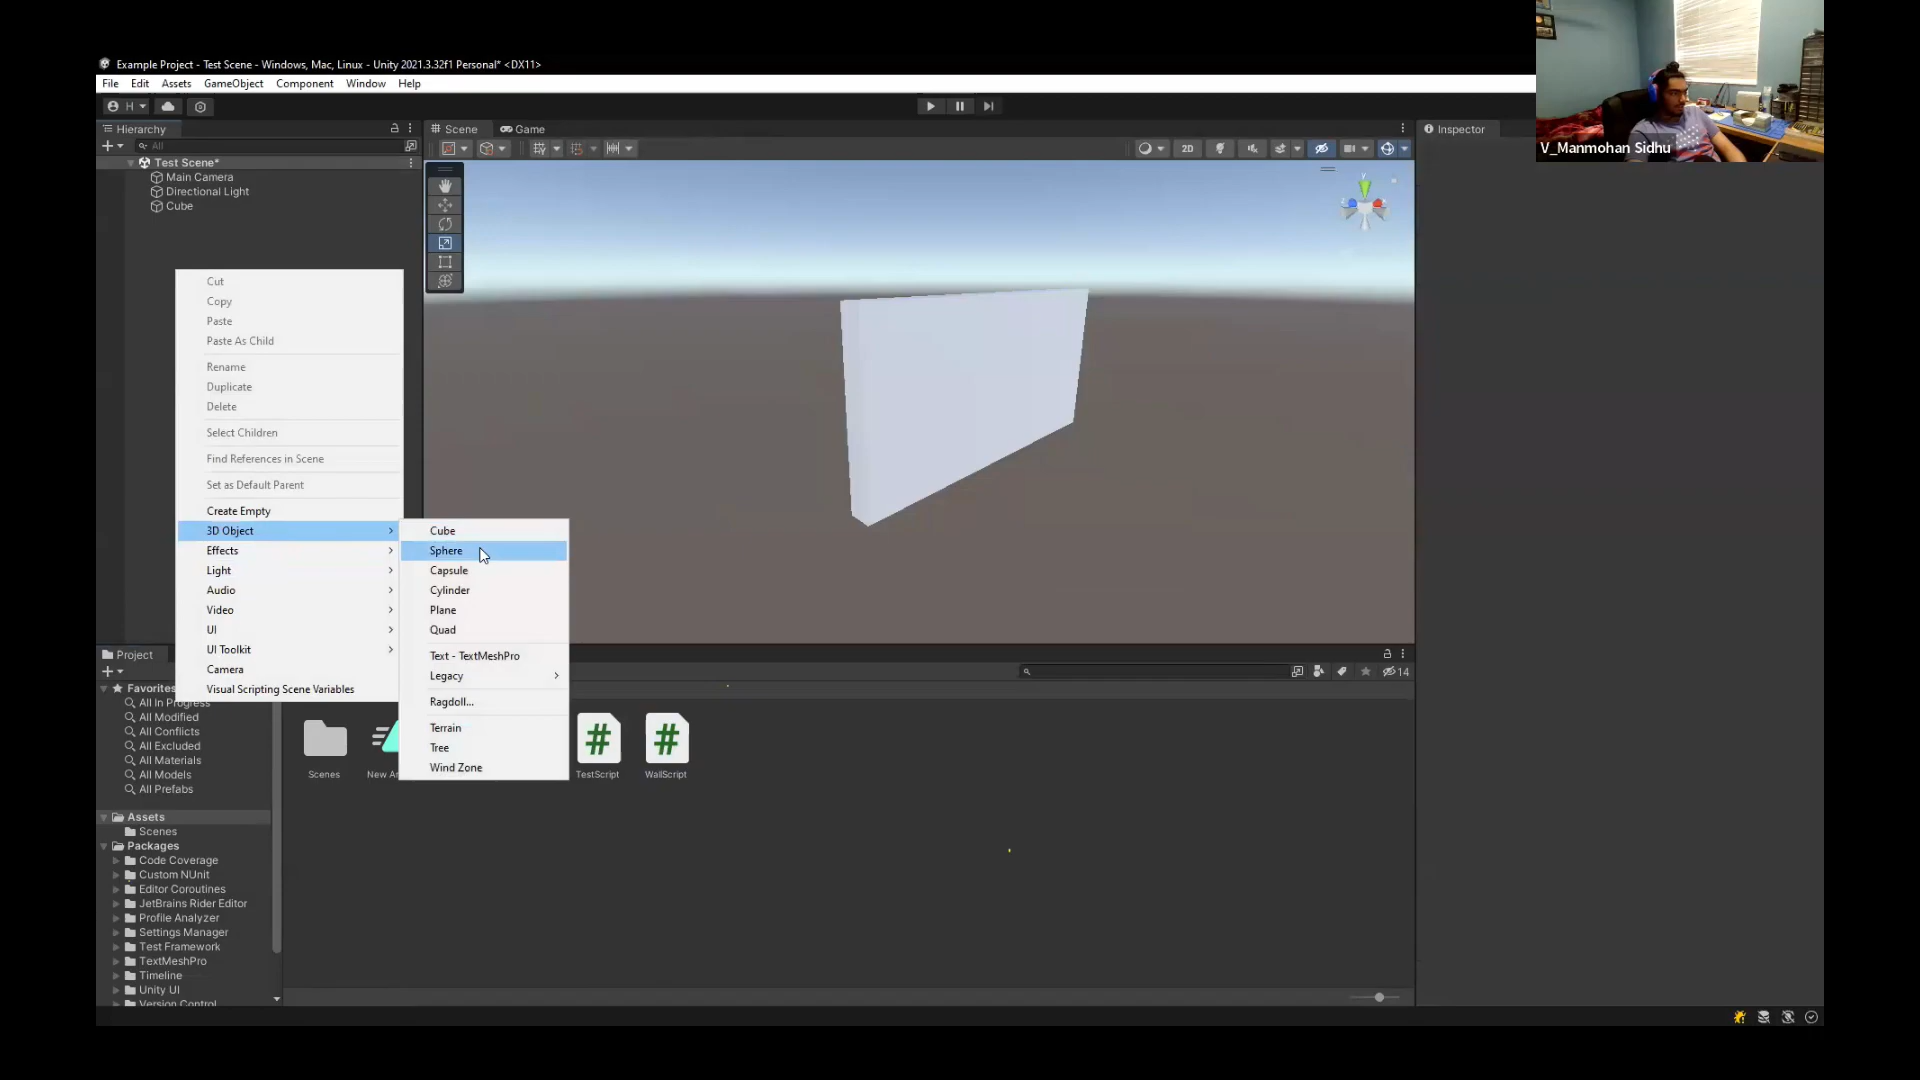 Example Project - Test Scene - Windows, Mac, Linux - Unity 2021.3.32f1 Personal* <DX11>
File Edit Assets GameObject Component Window Help
H
Hierarchy
Scene
Game
Inspector
V_Manmohan Sidhu
All
2D
Test Scene*
Main Camera
Directional Light
Cube
y
Cut
Copy
Paste
Paste As Child
Rename
Duplicate
Delete
Select Children
Find References in Scene
Set as Default Parent
Create Empty
3D Object
Effects
Light
Audio
Video
UI
UI Toolkit
Camera
Visual Scripting Scene Variables
Cube
Sphere
Capsule
Cylinder
Plane
Quad
Text - TextMeshPro
Legacy
Ragdoll...
Terrain
Tree
Wind Zone
Project
14
Favorites
All In Progress
All Modified
All Conflicts
All Excluded
All Materials
All Models
All Prefabs
Assets
Scenes
Packages
Code Coverage
Custom NUnit
Editor Coroutines
JetBrains Rider Editor
Profile Analyzer
Settings Manager
Test Framework
TextMeshPro
Timeline
Unity UI
Version Control
Scenes
New
#
TestScript
#
WallScript